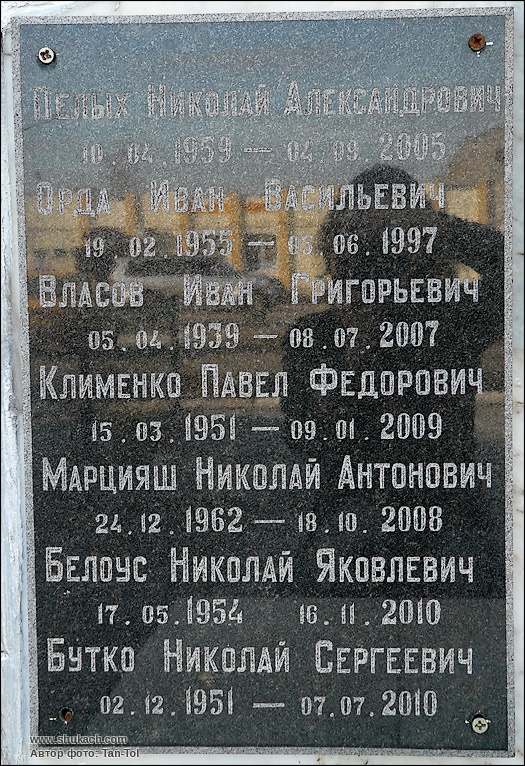 Пелых Николай Александрович
10.04.1959 — 04.09.2005
Орда Иван Васильевич
19.02.1955 — 05.06.1997
Власов Иван Григорьевич
05.04.1939 — 08.07.2007
Клименко Павел Федорович
15.03.1951 — 09.01.2009
Марцияш Николай Антонович
24.12.1962 — 18.10.2008
Белоус Николай Яковлевич
17.05.1954 16.11.2010
Бутко Николай Сергеевич
02.12.1951 — 07.07.2010
www.shukach.com
Автор фото: Tan-Tol